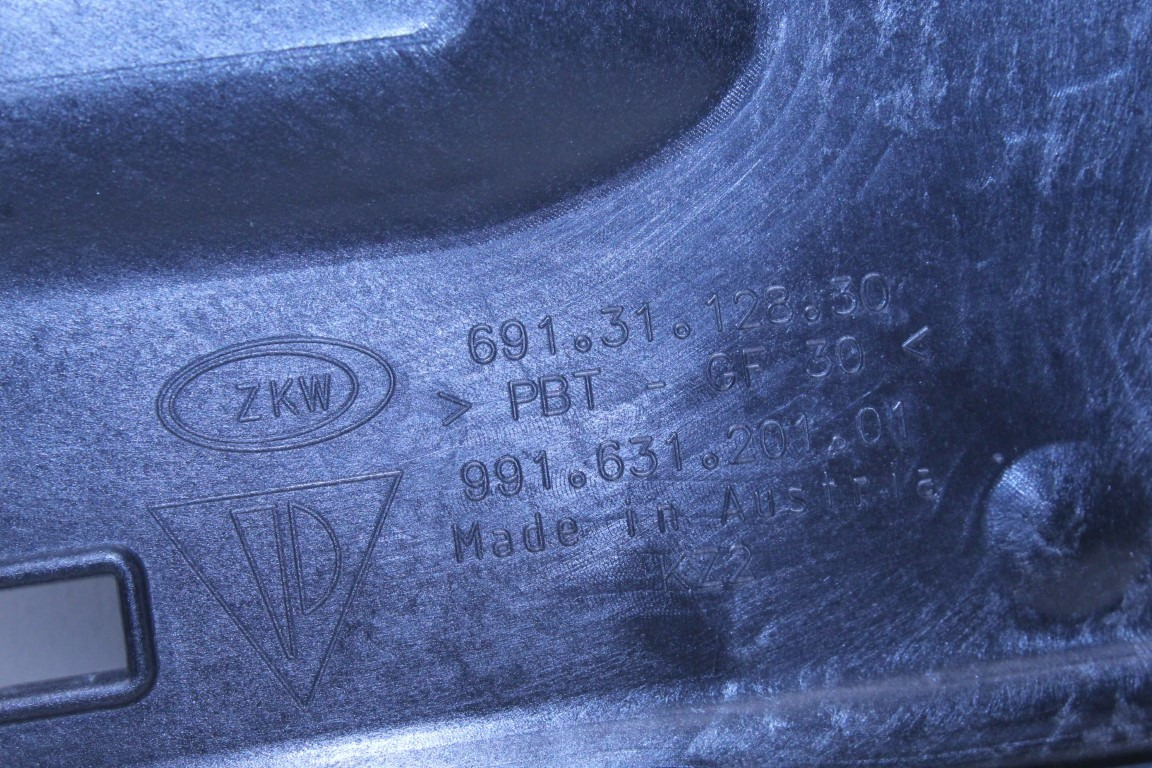 691.31.128.30
ZKW
> PBT - GF 30 <
991.631.201.01
Made in Austria
KZ2